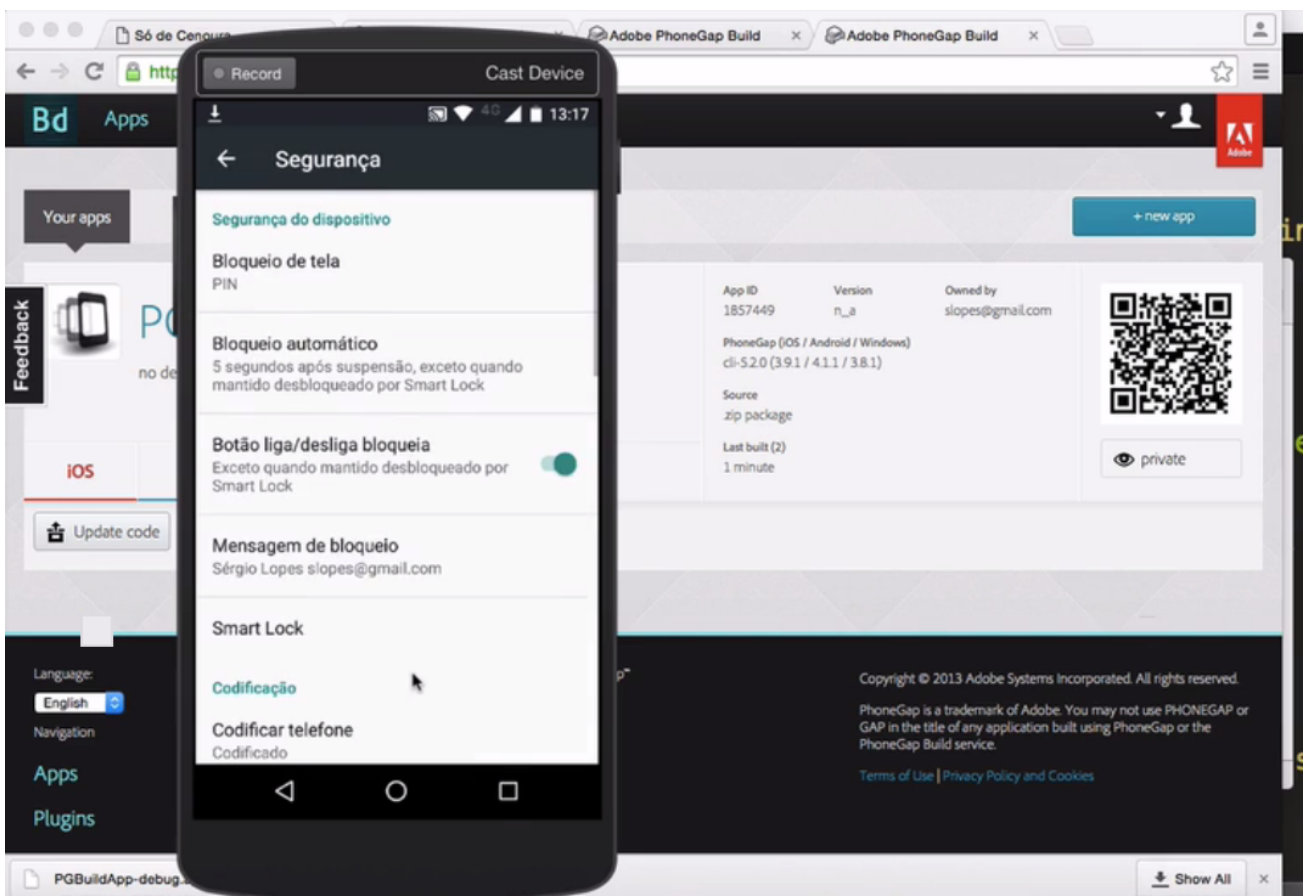 Só de Cenoura
Adobe PhoneGap Build
Adobe PhoneGap Build
Record
Cast Device
4G 13:17
Bd Apps
Adobe
Segurança
Your apps
+ new app
Segurança do dispositivo
Bloqueio de tela
PIN
Bloqueio automático
5 segundos após suspensão, exceto quando
mantido desbloqueado por Smart Lock
Botão liga/desliga bloqueia
Exceto quando mantido desbloqueado por
Smart Lock
Mensagem de bloqueio
Sérgio Lopes slopes@gmail.com
Smart Lock
Codificação
Codificar telefone
Codificado
Feedback
no de
iOS
Update code
App ID Version Owned by
1857449 n_a slopes@gmail.com
PhoneGap (iOS / Android / Windows)
cli-5.2.0 (3.9.1 / 4.1.1 / 3.8.1)
Source
.zip package
Last built (2)
1 minute
private
Language:
English
Navigation
Apps
Plugins
Copyright © 2013 Adobe Systems Incorporated. All rights reserved.
PhoneGap is a trademark of Adobe. You may not use PHONEGAP or
GAP in the title of any application built using PhoneGap or the
PhoneGap Build service.
Terms of Use | Privacy Policy and Cookies
PGBuildApp-debug.
Show All